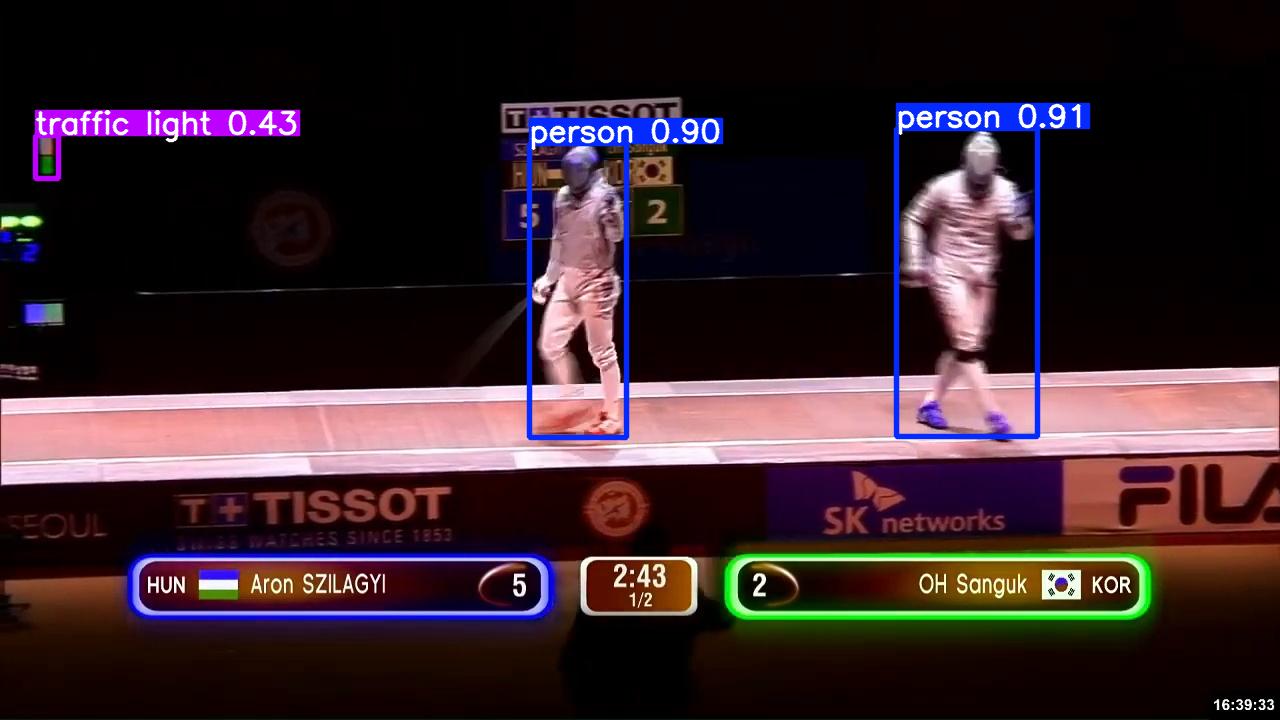 traffic light 0.43
person 0.90
person 0.91
T+ TISSOT
HUN
5
2
SEOUL
T+ TISSOT
SWISS WATCHES SINCE 1853
SK networks
FILA
HUN Aron SZILAGYI 5
2:43
1/2
2 OH Sanguk KOR
16:39:33